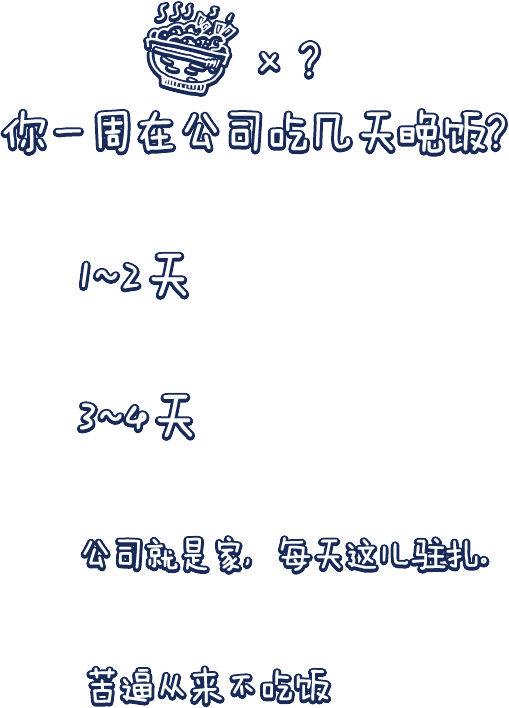 × ?
你一周在公司吃几天晚饭?
1~2天
3~4天
公司就是家, 每天这儿驻扎.
苦逼从来不吃饭